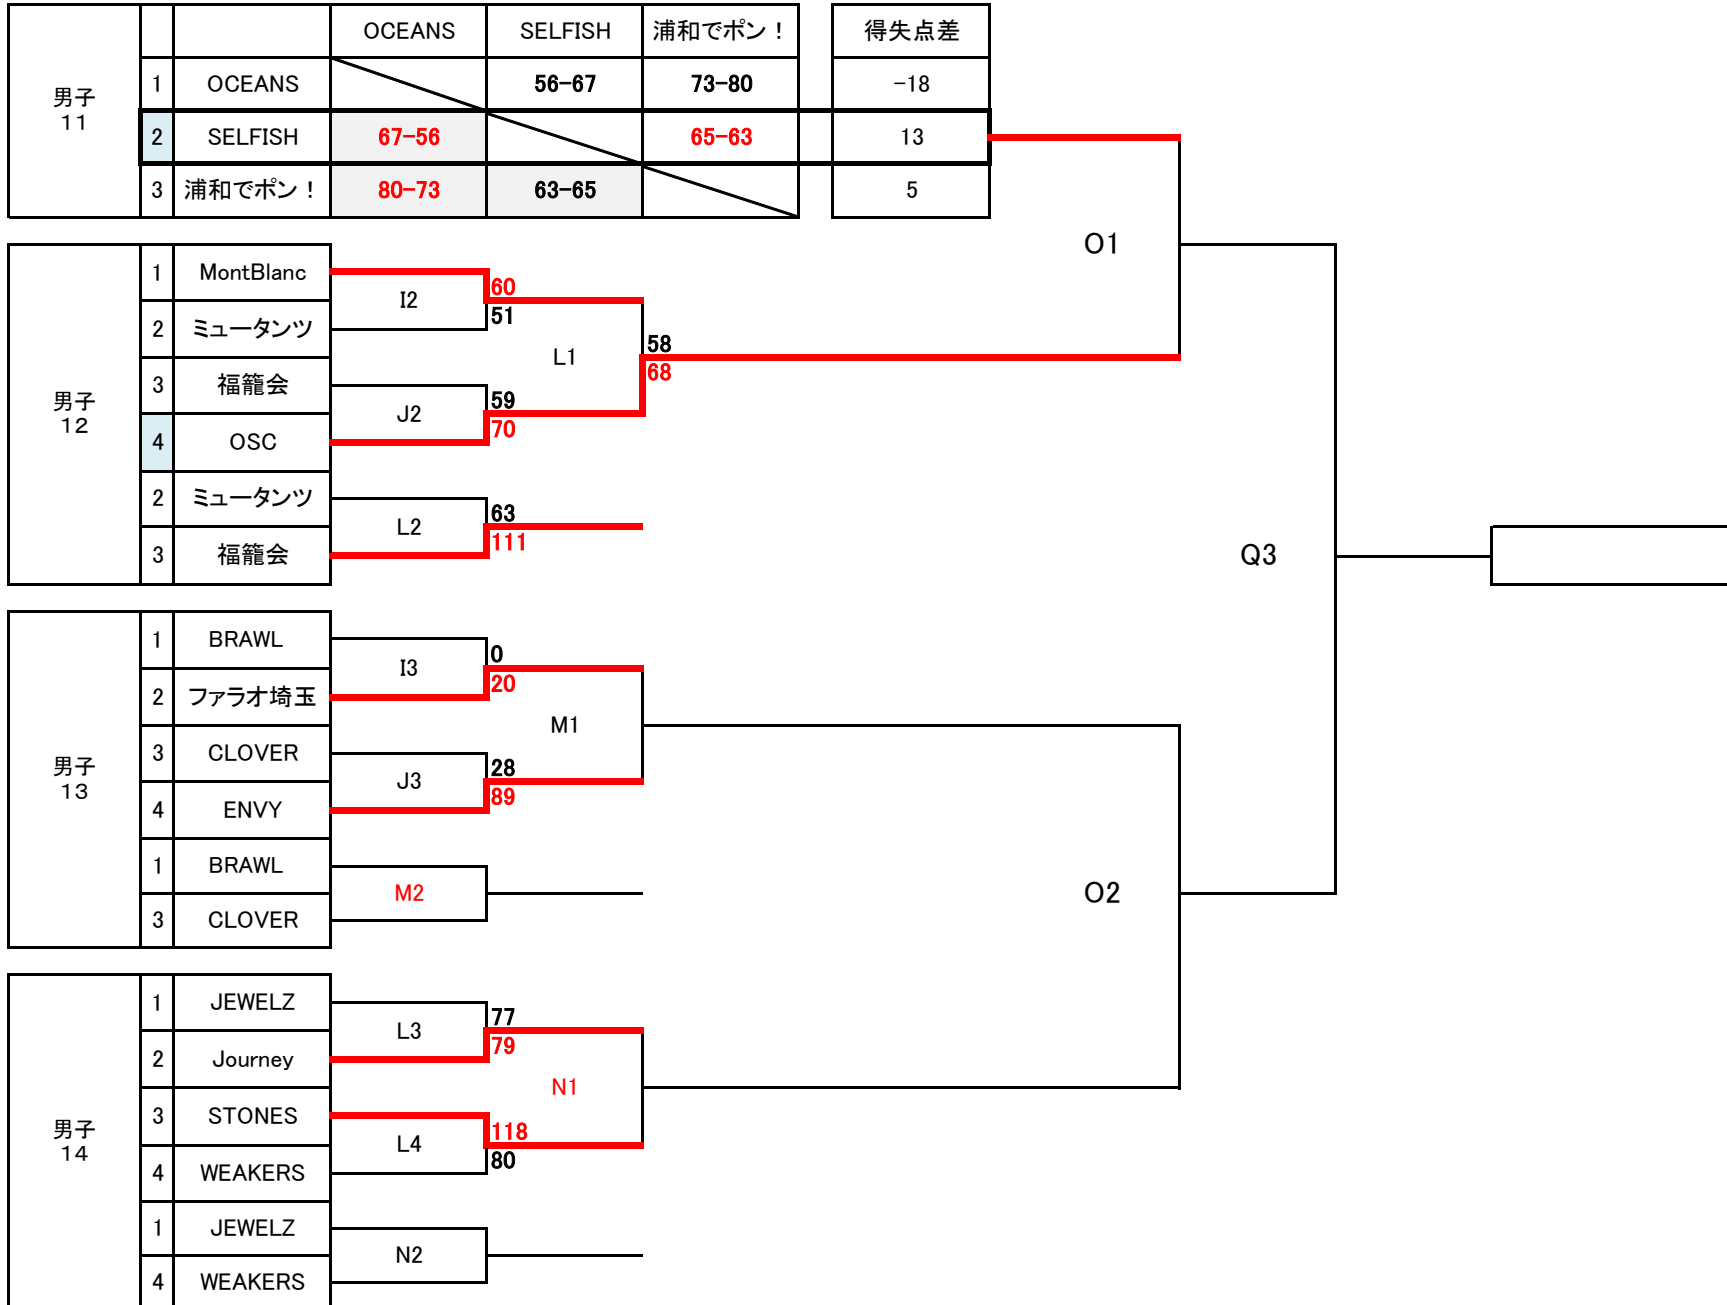 OCEANS SELFISH 浦和でポン！ 得失点差
男子
11
1 OCEANS 56-67 73-80 -18
2 SELFISH 67-56 65-63 13
3 浦和でポン！ 80-73 63-65 5
O1
男子
12
1 MontBlanc
I2
60
51
2 ミュータンツ
L1
58
68
3 福籠会
J2
59
70
4 OSC
2 ミュータンツ
L2
63
111
3 福籠会
Q3
男子
13
1 BRAWL
I3
0
20
2 ファラオ埼玉
M1
3 CLOVER
J3
28
89
4 ENVY
1 BRAWL
M2
3 CLOVER
O2
男子
14
1 JEWELZ
L3
77
79
2 Journey
N1
3 STONES
L4
118
80
4 WEAKERS
1 JEWELZ
N2
4 WEAKERS